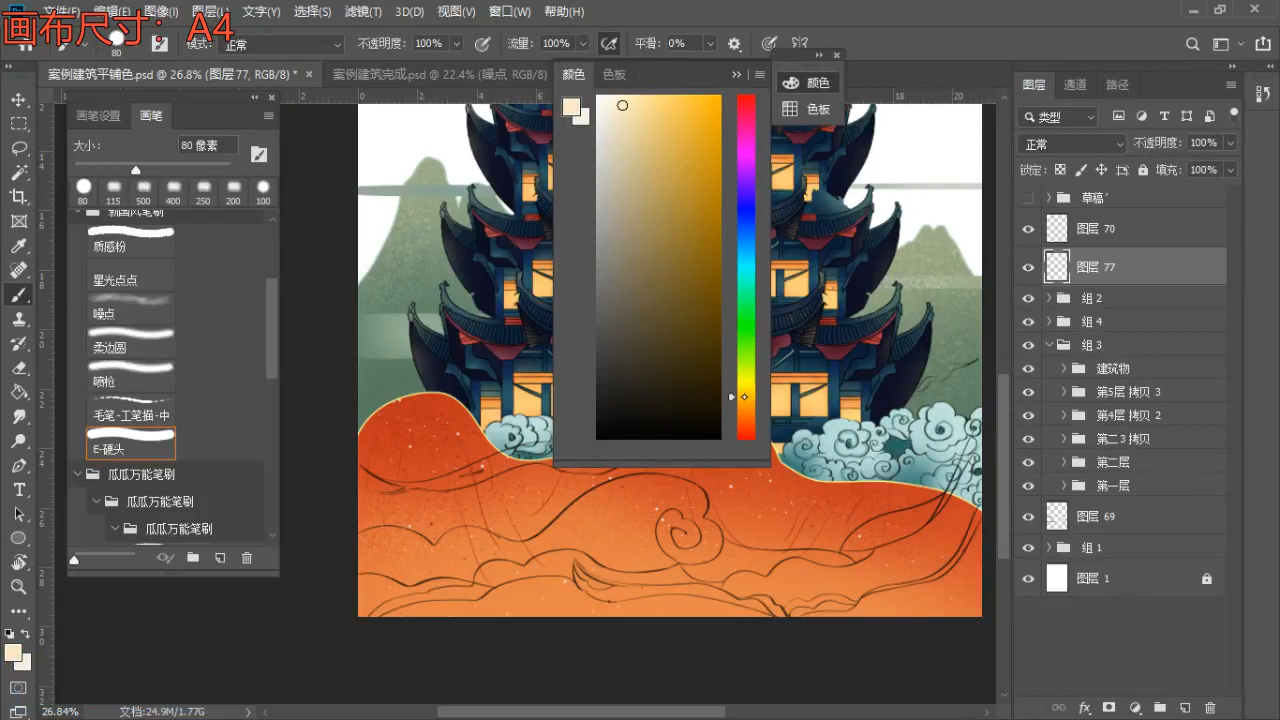 文件(F) 编辑(E) 图像(I) 图层(L) 文字(Y) 选择(S) 滤镜(T) 3D(D) 视图(V) 窗口(W) 帮助(H)
画布尺寸：A4
80 模式: 正常 不透明度: 100% 流量: 100% 平滑: 0%
案例建筑平铺色.psd @ 26.8% (图层 77, RGB/8) * × 案例建筑完成.psd @ 22.4% (噪点, RGB/8)
颜色 色板
颜色
色板
图层 通道 路径
画笔设置 画笔
大小: 80 像素
80 115 500 400 250 200 100
新国风笔刷
质感粉
星光点点
噪点
柔边圆
喷枪
毛笔 -工笔描 -中
E-硬头
瓜瓜万能笔刷
瓜瓜万能笔刷
瓜瓜万能笔刷
类型
正常 不透明度: 100%
锁定: 填充: 100%
草稿
图层 70
图层 77
组 2
组 4
组 3
建筑物
第5层 拷贝 3
第4层 拷贝 2
第二 3 拷贝
第二层
第一层
图层 69
组 1
图层 1
26.84% 文档:24.9M/1.77G